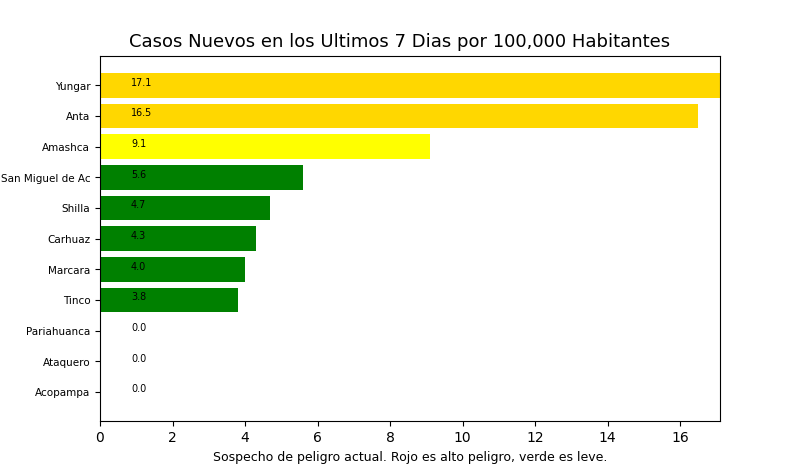 Casos Nuevos en los Ultimos 7 Dias por 100,000 Habitantes
Yungar 17.1
Anta 16.5
Amashca 9.1
San Miguel de Ac 5.6
Shilla 4.7
Carhuaz 4.3
Marcara 4.0
Tinco 3.8
Pariahuanca 0.0
Ataquero 0.0
Acopampa 0.0
0 2 4 6 8 10 12 14 16
Sospecho de peligro actual. Rojo es alto peligro, verde es leve.